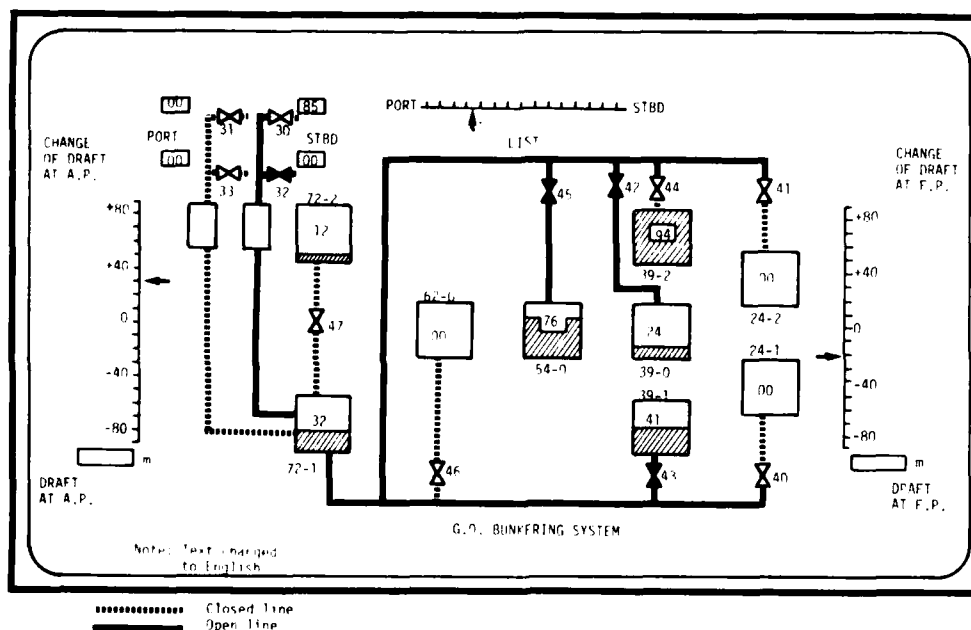 00 85
31 30
PORT STBD
00 00
33 32
PORT STBD
LIST
CHANGE
OF DRAFT
AT A.P.
CHANGE
OF DRAFT
AT F.P.
+80
+40
0
-40
-80
m
DRAFT
AT A.P.
72-2
12
47
32
72-1
62-0
00
46
45
76
54-0
42
24
39-0
44
94
39-2
39-1
41
43
41
00
24-2
24-1
00
40
+80
+40
0
-40
-80
m
DRAFT
AT F.P.
G.O. BUNKERING SYSTEM
Note: Text changed
to English
Closed line
Open line